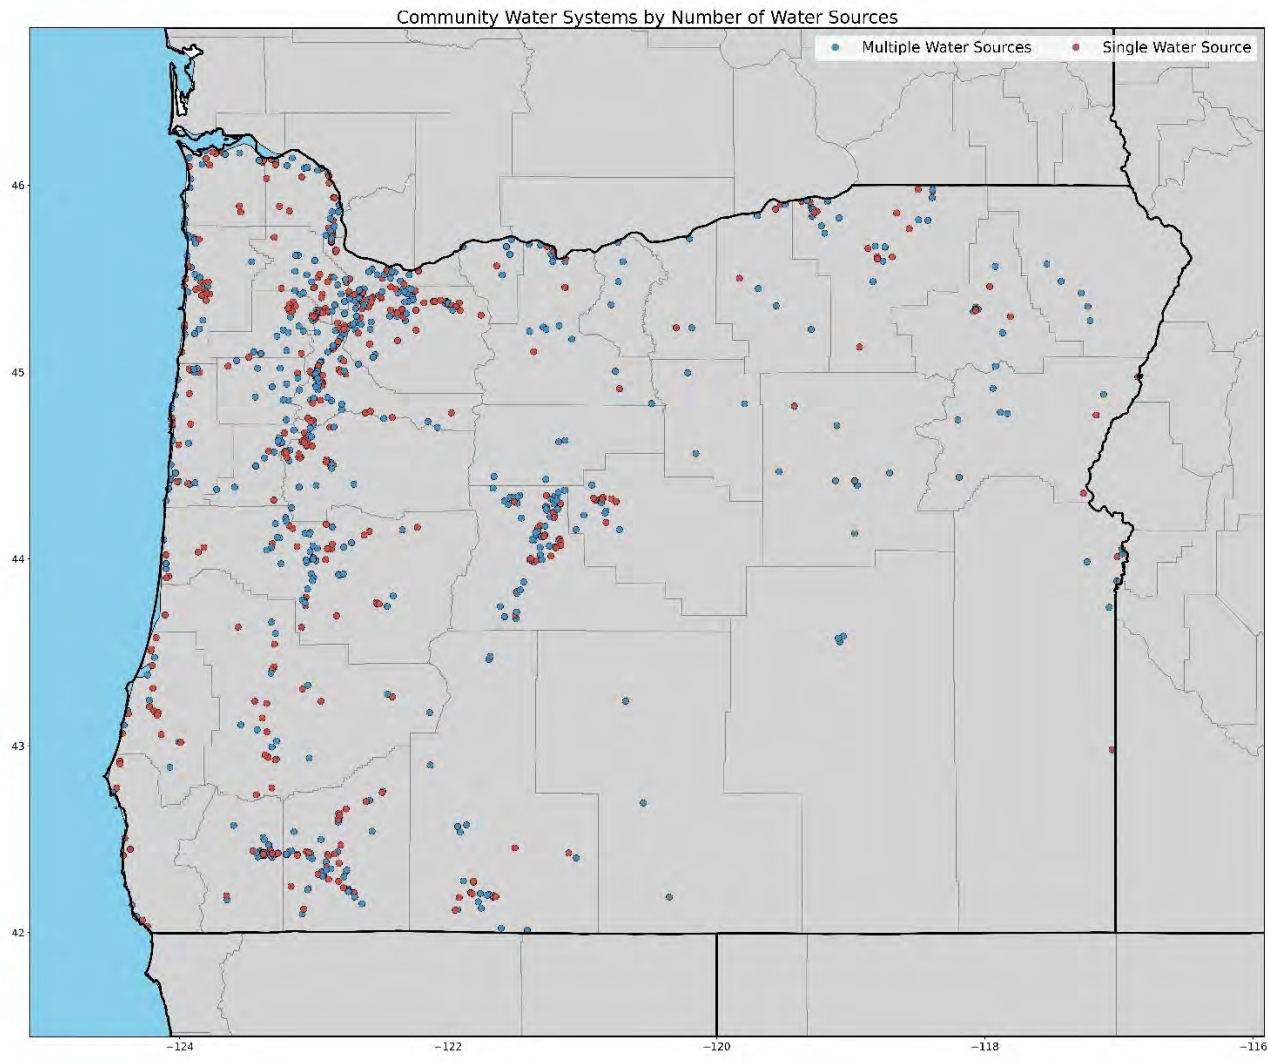 Community Water Systems by Number of Water Sources
Multiple Water Sources Single Water Source
46
45
44
43
42
−124 −122 −120 −118 −116